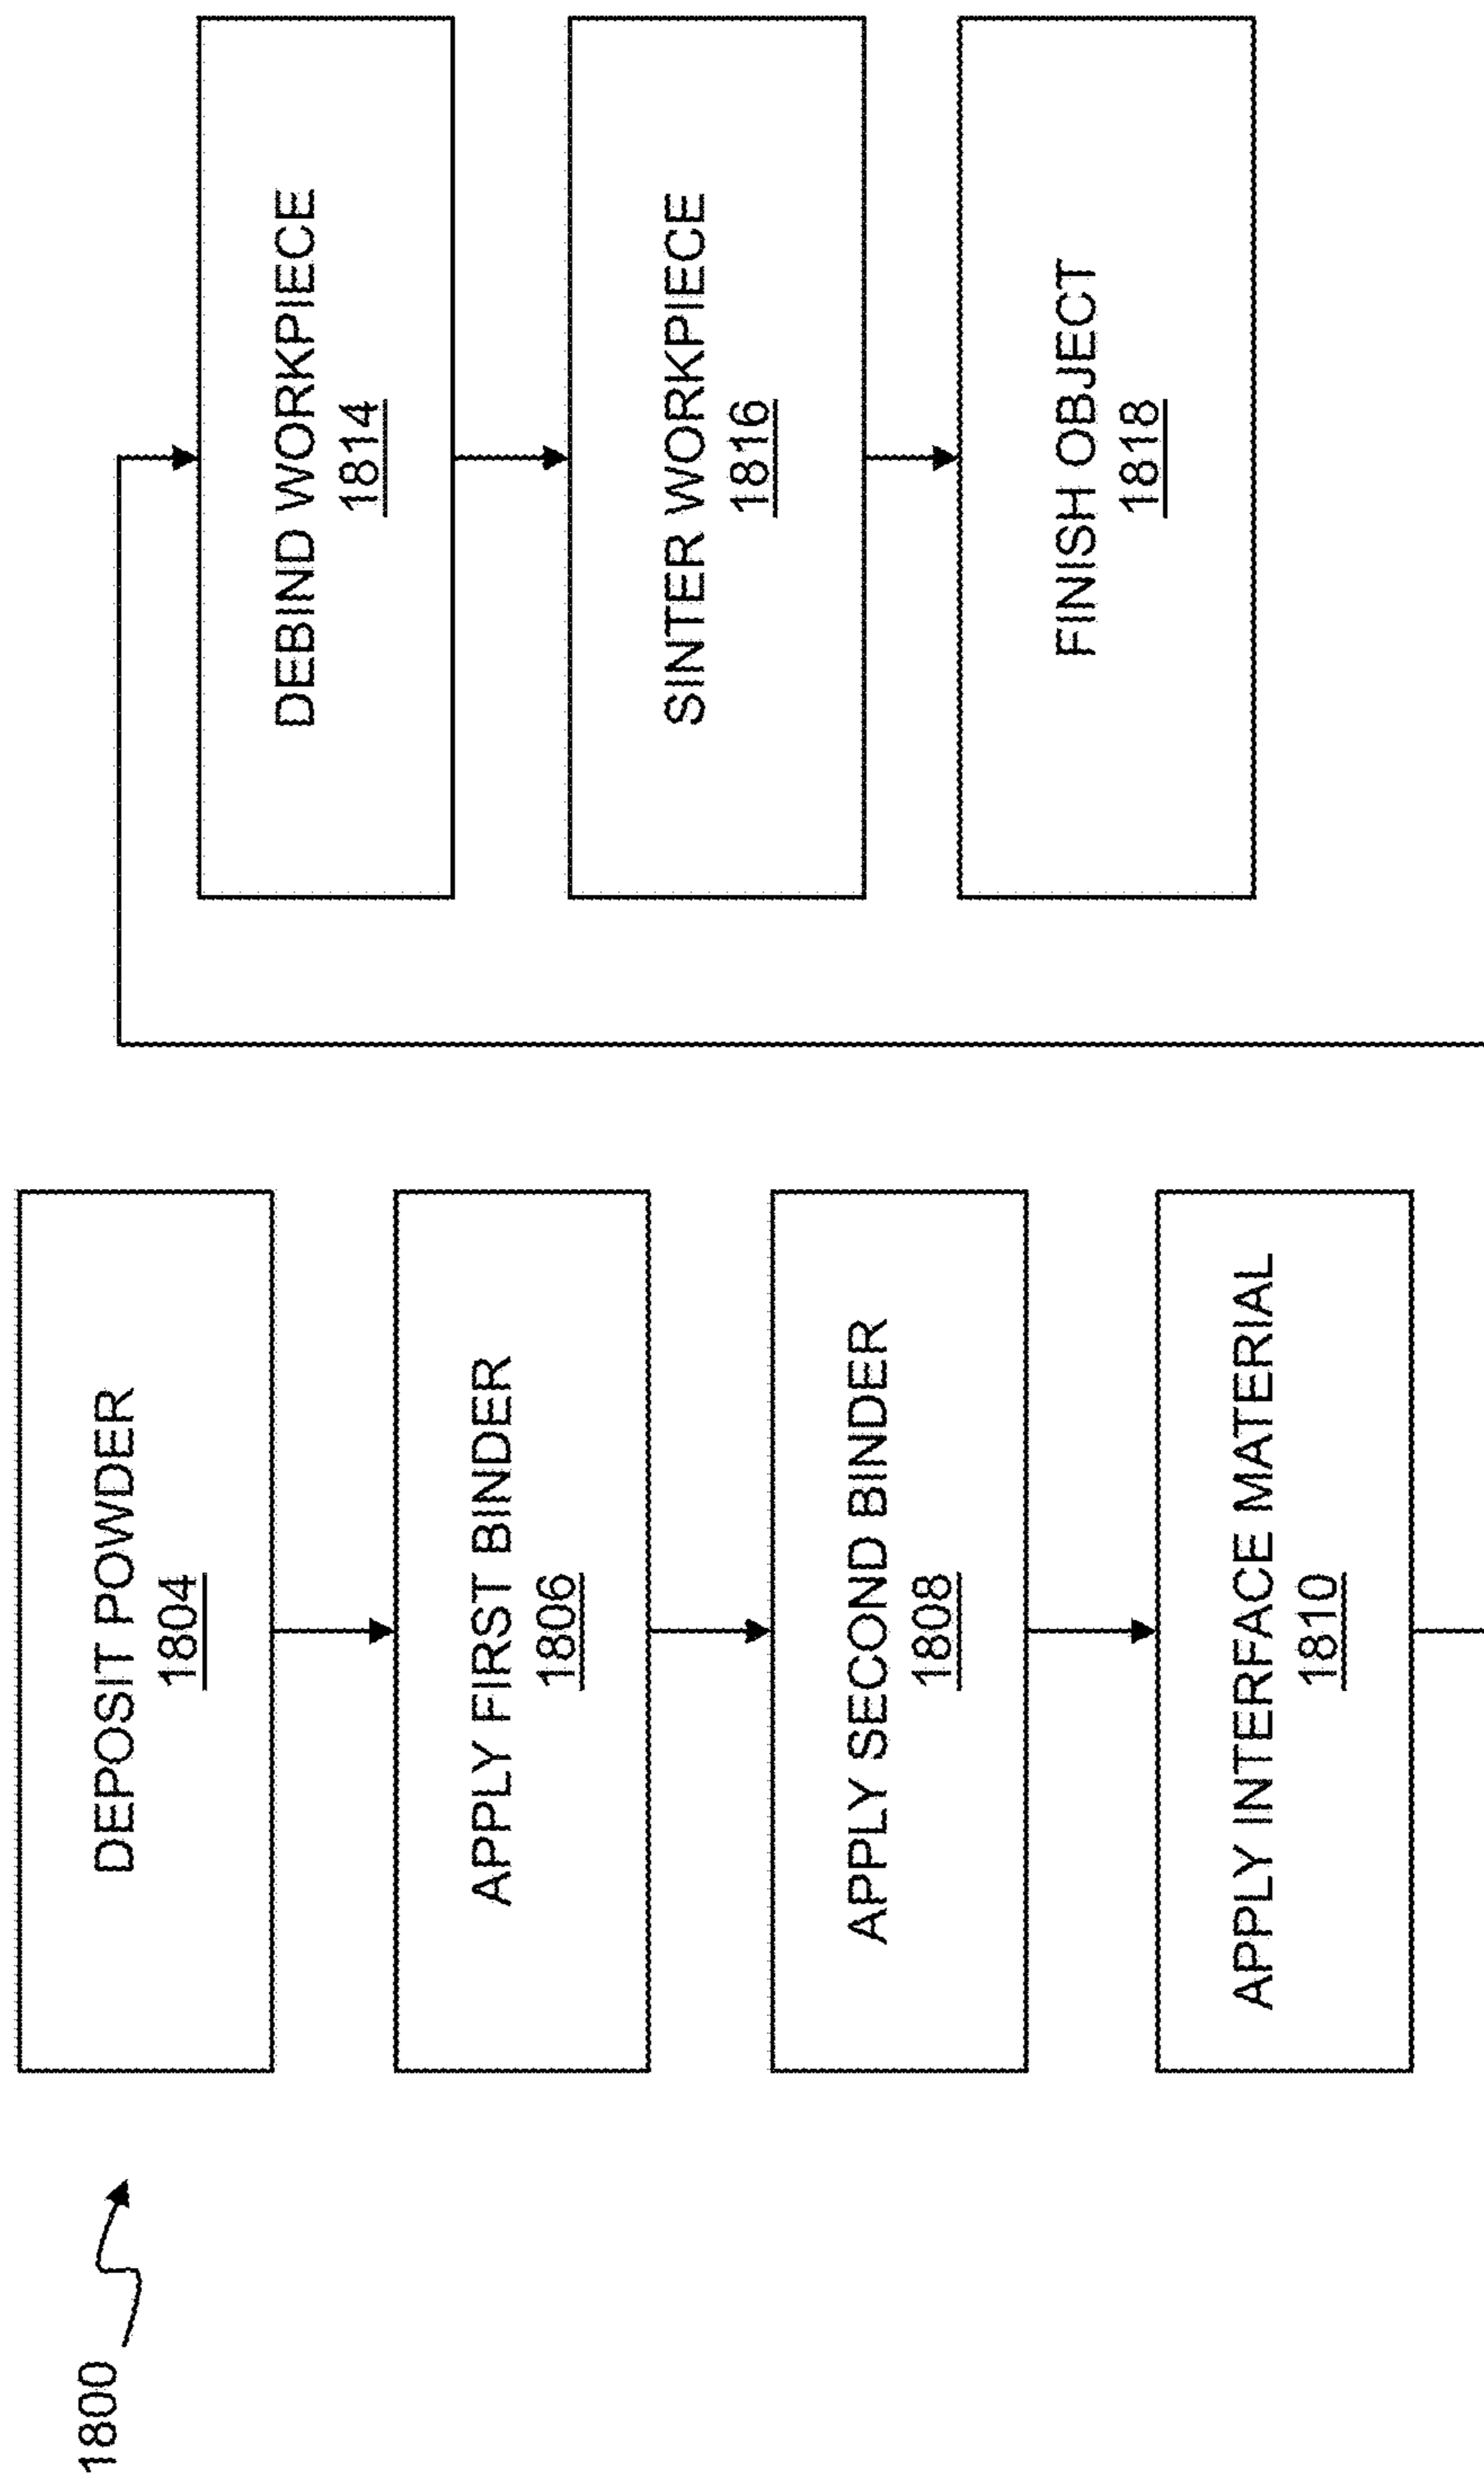 1800
DEPOSIT POWDER
1804
APPLY FIRST BINDER
1806
APPLY SECOND BINDER
1808
APPLY INTERFACE MATERIAL
1810
DEBIND WORKPIECE
1814
SINTER WORKPIECE
1816
FINISH OBJECT
1818